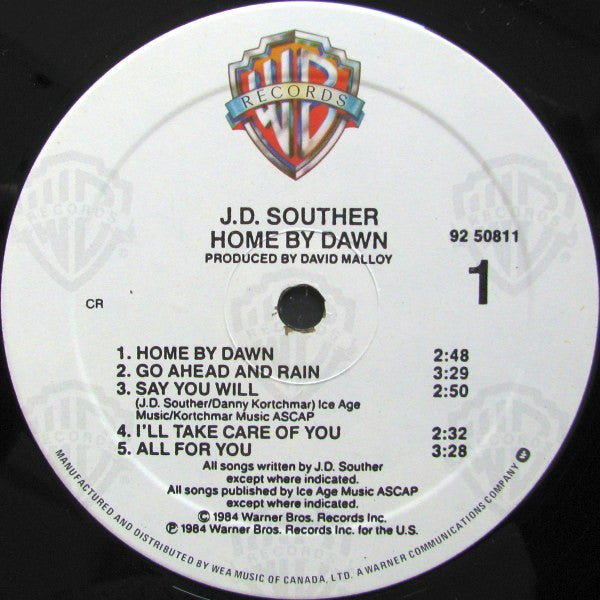 WB
RECORDS
J.D. SOUTHER
HOME BY DAWN
PRODUCED BY DAVID MALLOY
92 50811
1
CR
1. HOME BY DAWN 2:48
2. GO AHEAD AND RAIN 3:29
3. SAY YOU WILL 2:50
(J.D. Souther/Danny Kortchmar) Ice Age
Music/Kortchmar Music ASCAP
4. I'LL TAKE CARE OF YOU 2:32
5. ALL FOR YOU 3:28
All songs written by J.D. Souther
except where indicated.
All songs published by Ice Age Music ASCAP
except where indicated.
© 1984 Warner Bros. Records Inc.
℗ 1984 Warner Bros. Records Inc. for the U.S.
MANUFACTURED AND DISTRIBUTED BY WEA MUSIC OF CANADA, LTD. A WARNER COMMUNICATIONS COMPANY